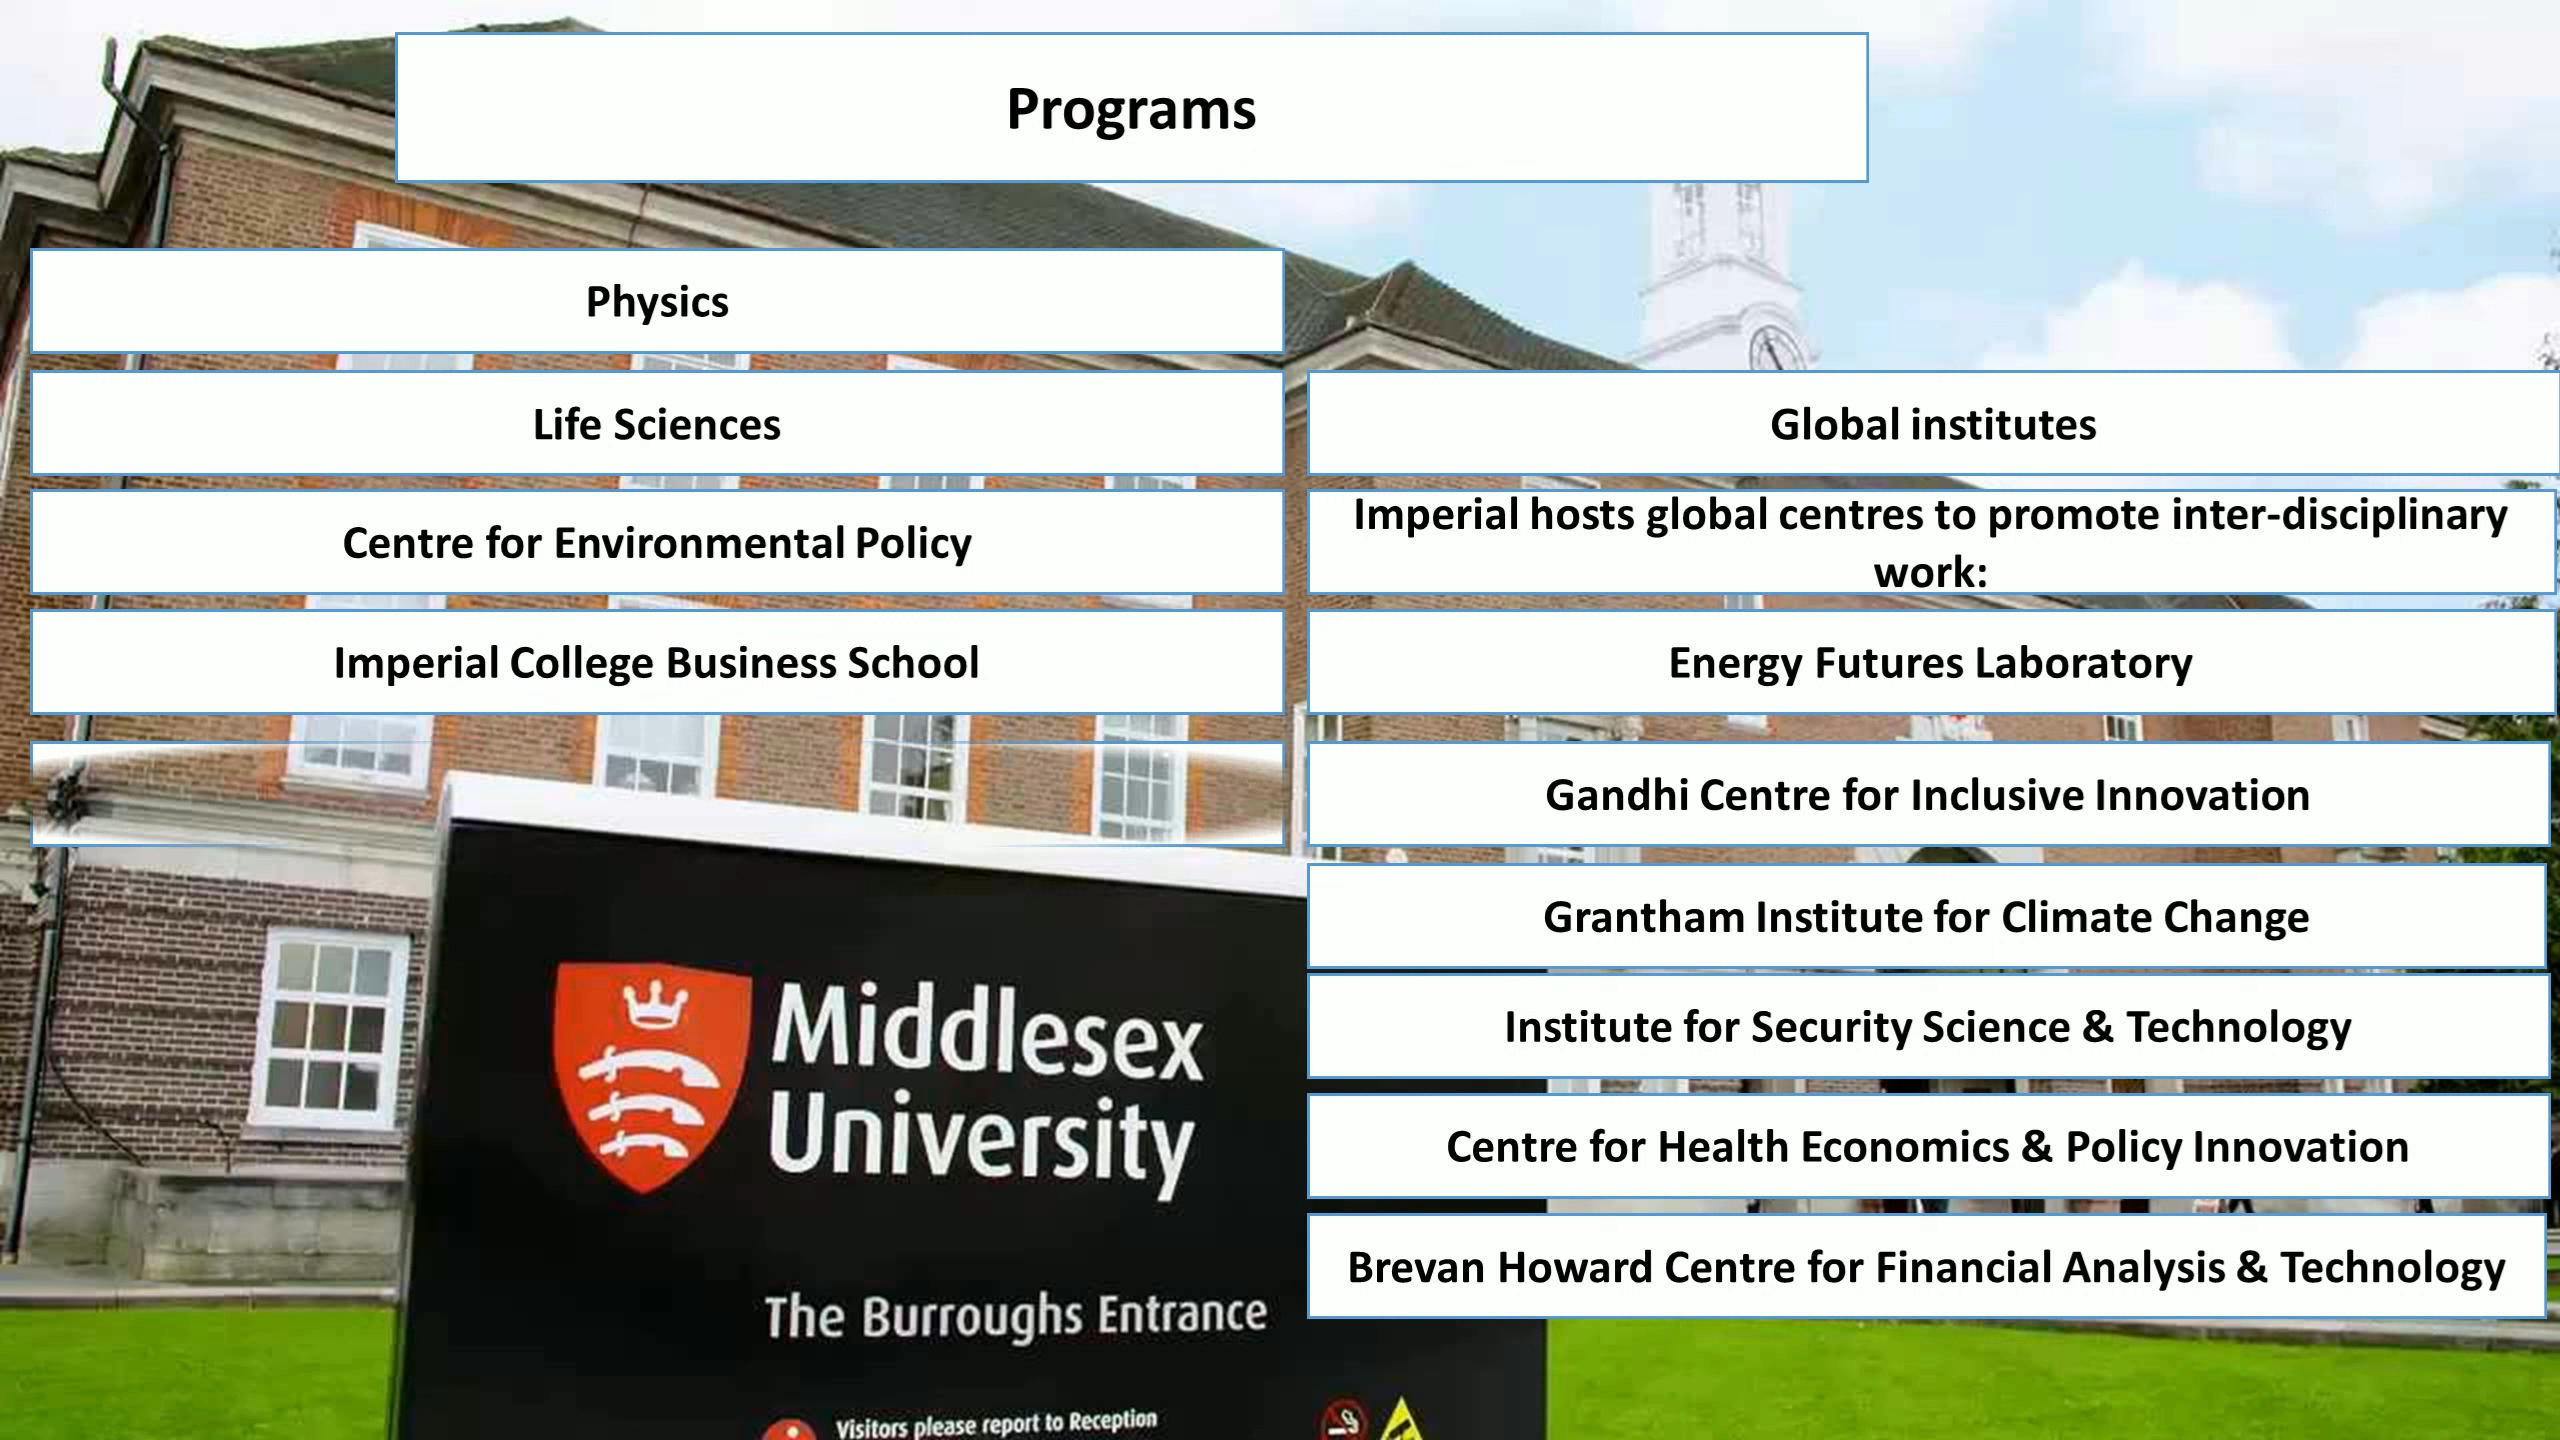 Programs
Physics
Life Sciences
Centre for Environmental Policy
Imperial College Business School
Global institutes
Imperial hosts global centres to promote inter-disciplinary
work:
Energy Futures Laboratory
Gandhi Centre for Inclusive Innovation
Grantham Institute for Climate Change
Institute for Security Science & Technology
Centre for Health Economics & Policy Innovation
Brevan Howard Centre for Financial Analysis & Technology
Middlesex
University
The Burroughs Entrance
Visitors please report to Reception